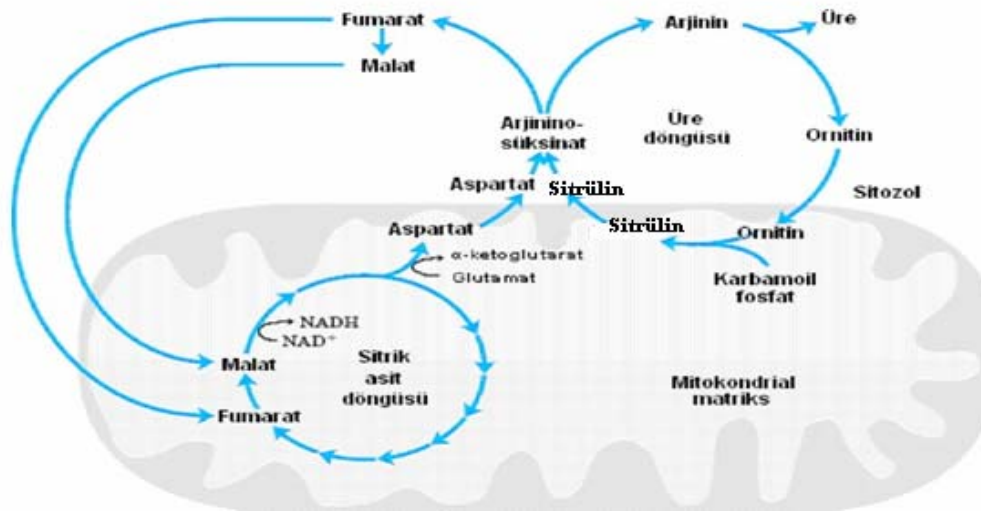 Fumarat
Malat
Arjinin
Üre
Arjinino-
süksinat
Üre
döngüsü
Ornitin
Aspartat
Sitrülin
Sitozol
Aspartat
Sitrülin
Ornitin
α-ketoglutarat
Glutamat
Karbamoil
fosfat
NADH
NAD⁺
Malat
Sitrik
asit
döngüsü
Fumarat
Mitokondrial
matriks